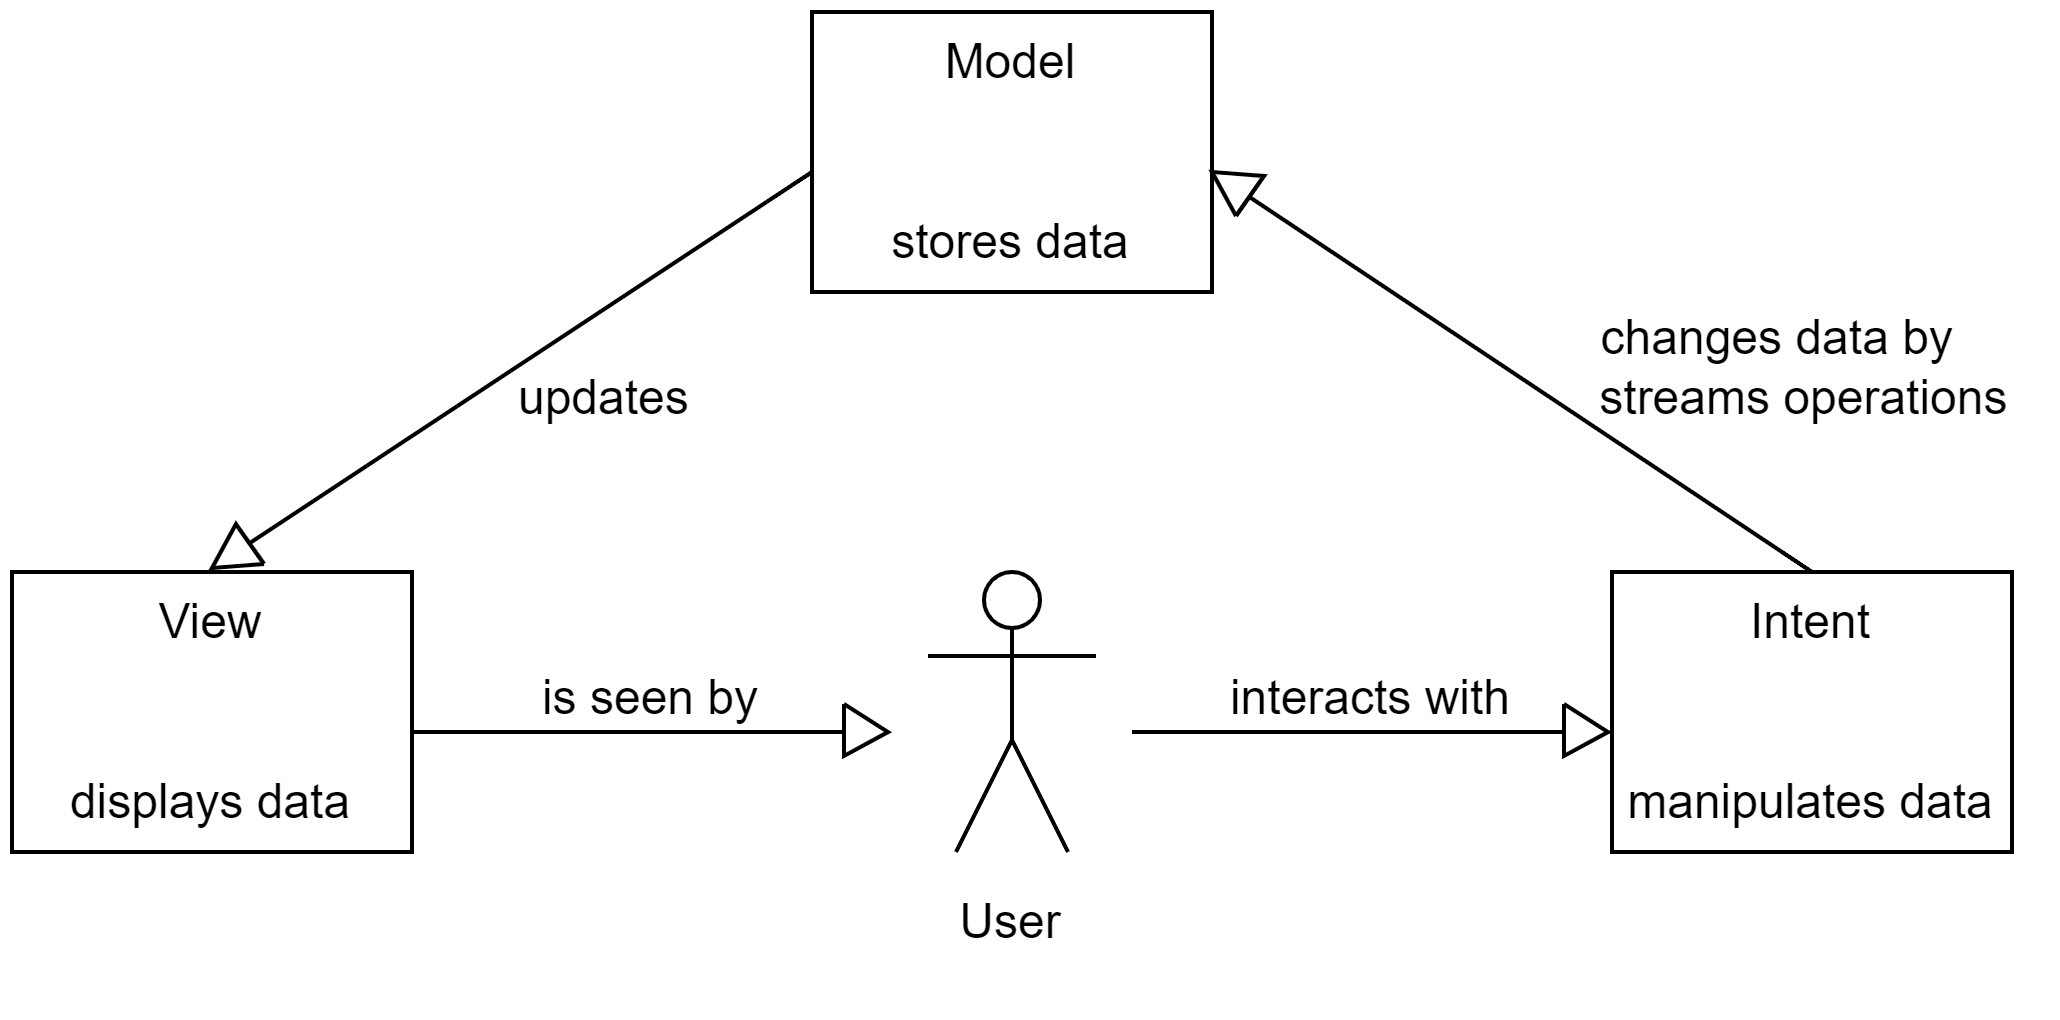 Model
stores data
updates
changes data by
streams operations
View
displays data
is seen by
User
interacts with
Intent
manipulates data